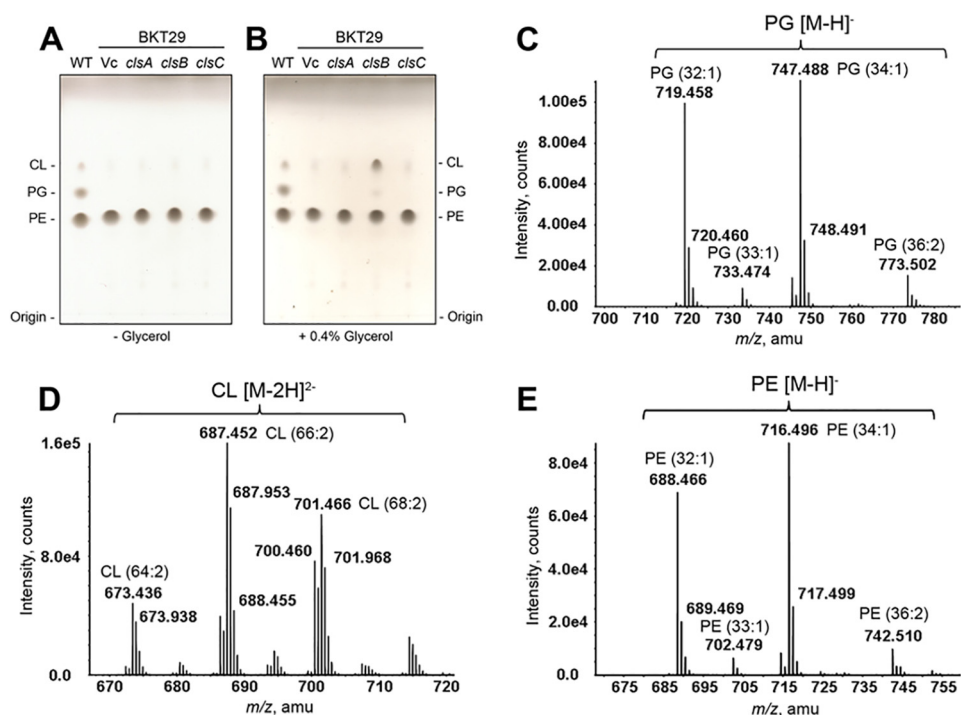 A
BKT29
WT Vc clsA clsB clsC
CL -
PG -
PE -
Origin -
- Glycerol
B
BKT29
WT Vc clsA clsB clsC
- CL
- PG
- PE
- Origin
+ 0.4% Glycerol
C
PG [M-H]-
Intensity, counts
1.00e5
8.00e4
6.00e4
4.00e4
2.00e4
0.00
PG (32:1)
719.458
747.488 PG (34:1)
720.460
PG (33:1)
733.474
748.491
PG (36:2)
773.502
700 710 720 730 740 750 760 770 780
m/z, amu
D
CL [M-2H]2-
Intensity, counts
1.6e5
8.0e4
0.0
687.452 CL (66:2)
687.953
701.466 CL (68:2)
700.460
701.968
CL (64:2)
673.436
673.938
688.455
670 680 690 700 710 720
m/z, amu
E
PE [M-H]-
Intensity, counts
8.0e4
6.0e4
4.0e4
2.0e4
0.0
716.496 PE (34:1)
PE (32:1)
688.466
689.469
PE (33:1)
702.479
717.499
PE (36:2)
742.510
675 685 695 705 715 725 735 745 755
m/z, amu